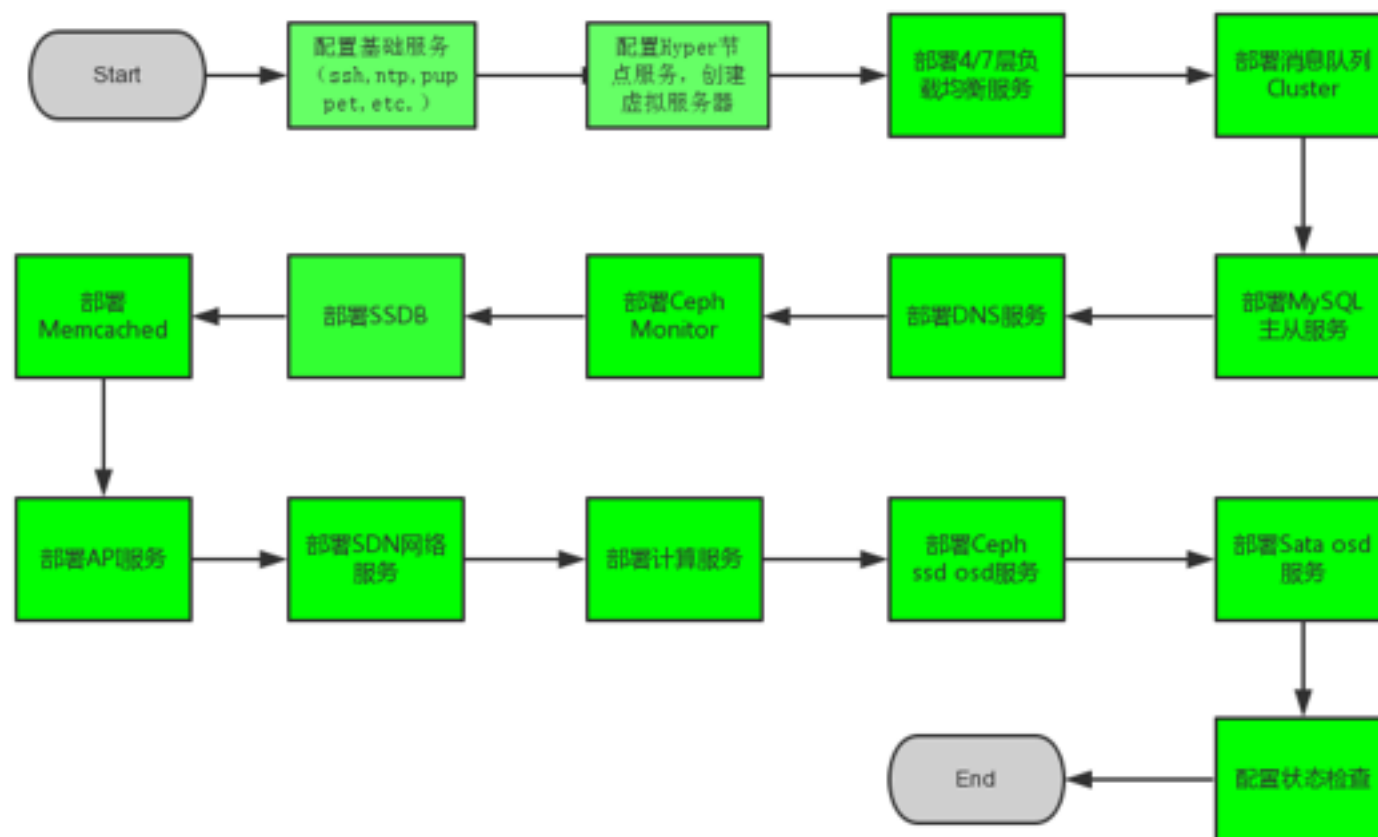 Start
配置基础服务
（ssh,ntp,pup
pet,etc.）
配置Hyper节
点服务，创建
虚拟服务器
部署4/7层负
载均衡服务
部署消息队列
Cluster
部署
Memcached
部署SSDB
部署Ceph
Monitor
部署DNS服务
部署MySQL
主从服务
部署API服务
部署SDN网络
服务
部署计算服务
部署Ceph
ssd osd服务
部署Sata osd
服务
End
配置状态检查